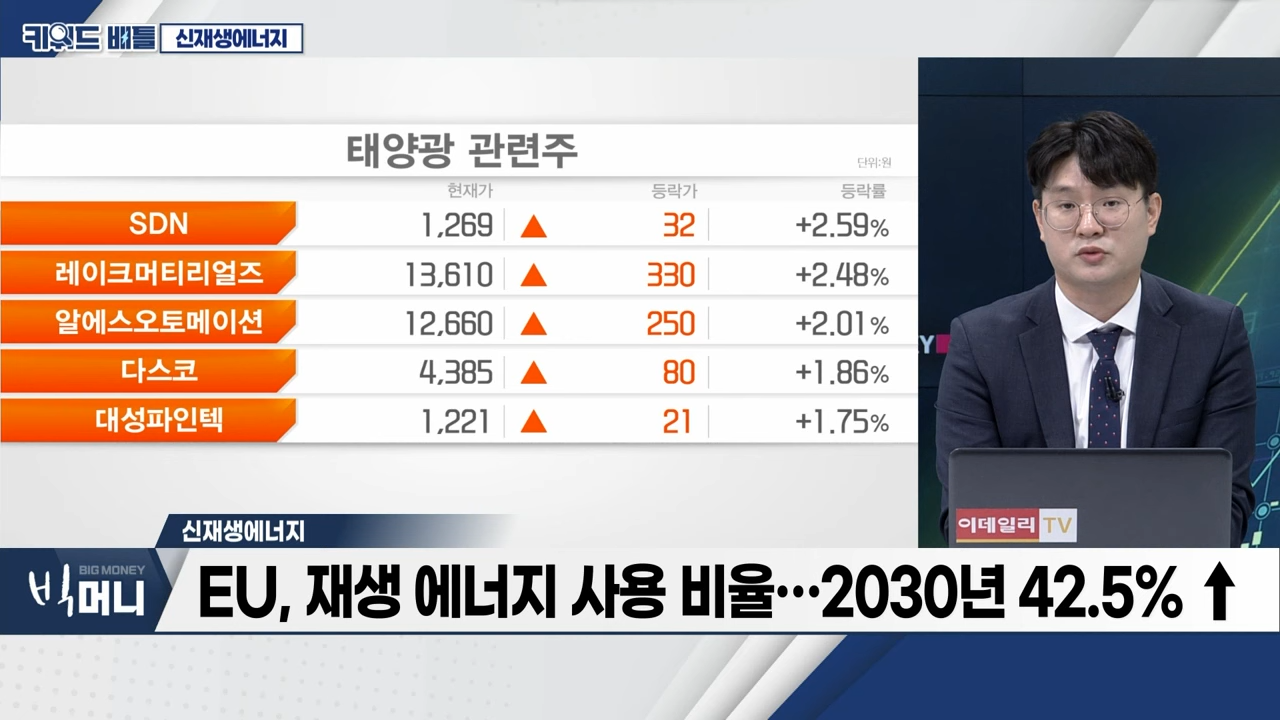 키워드 배틀 신재생에너지
태양광 관련주
단위:원
현재가 등락가 등락률
SDN 1,269 ▲ 32 +2.59%
레이크머티리얼즈 13,610 ▲ 330 +2.48%
알에스오토메이션 12,660 ▲ 250 +2.01%
다스코 4,385 ▲ 80 +1.86%
대성파인텍 1,221 ▲ 21 +1.75%
Y
이데일리 TV
신재생에너지
BIG MONEY
빅머니
EU, 재생 에너지 사용 비율…2030년 42.5% ↑